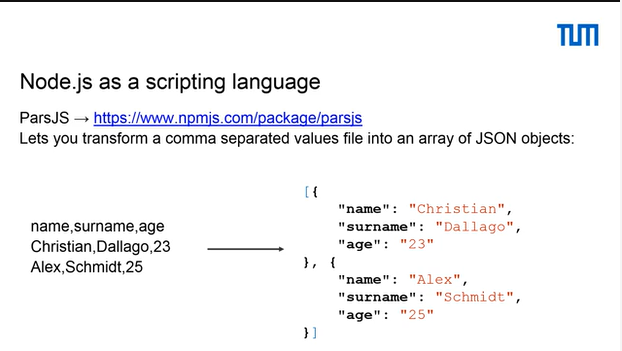 TUM
Node.js as a scripting language
ParsJS → https://www.npmjs.com/package/parsjs
Lets you transform a comma separated values file into an array of JSON objects:
name,surname,age
Christian,Dallago,23
Alex,Schmidt,25
[{
"name": "Christian",
"surname": "Dallago",
"age": "23"
}, {
"name": "Alex",
"surname": "Schmidt",
"age": "25"
}]